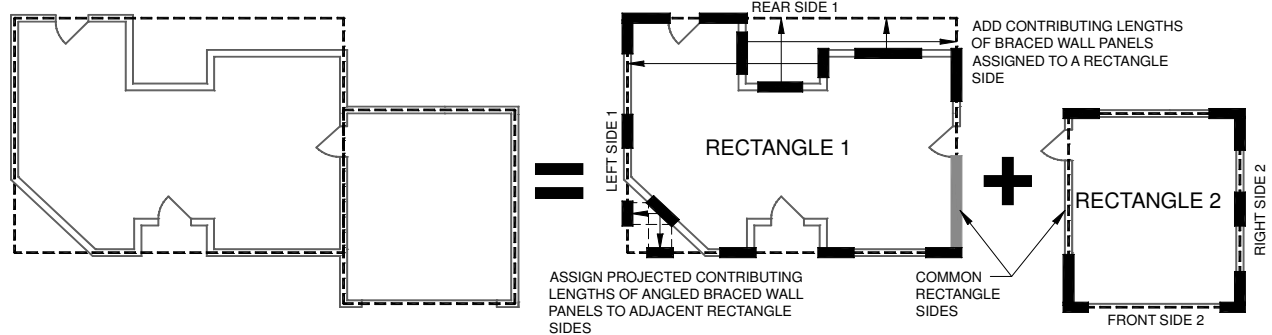 REAR SIDE 1
ADD CONTRIBUTING LENGTHS
OF BRACED WALL PANELS
ASSIGNED TO A RECTANGLE
SIDE
LEFT SIDE 1
RECTANGLE 1
RECTANGLE 2
RIGHT SIDE 2
ASSIGN PROJECTED CONTRIBUTING
LENGTHS OF ANGLED BRACED WALL
PANELS TO ADJACENT RECTANGLE
SIDES
COMMON
RECTANGLE
SIDES
FRONT SIDE 2